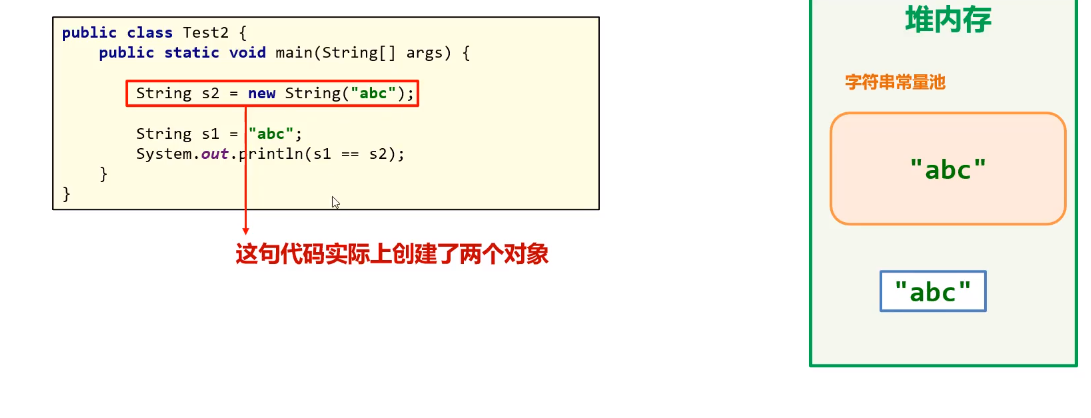 public class Test2 {
    public static void main(String[] args) {
        String s2 = new String("abc");
        String s1 = "abc";
        System.out.println(s1 == s2);
    }
}
这句代码实际上创建了两个对象
堆内存
字符串常量池
"abc"
"abc"